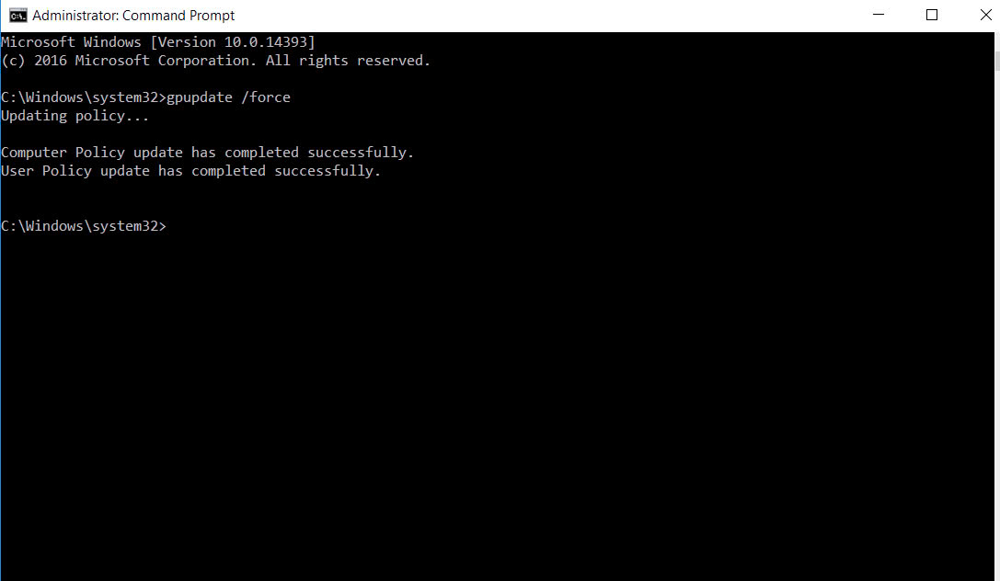 Administrator: Command Prompt
Microsoft Windows [Version 10.0.14393]
(c) 2016 Microsoft Corporation. All rights reserved.
C:\Windows\system32>gpupdate /force
Updating policy...
Computer Policy update has completed successfully.
User Policy update has completed successfully.
C:\Windows\system32>